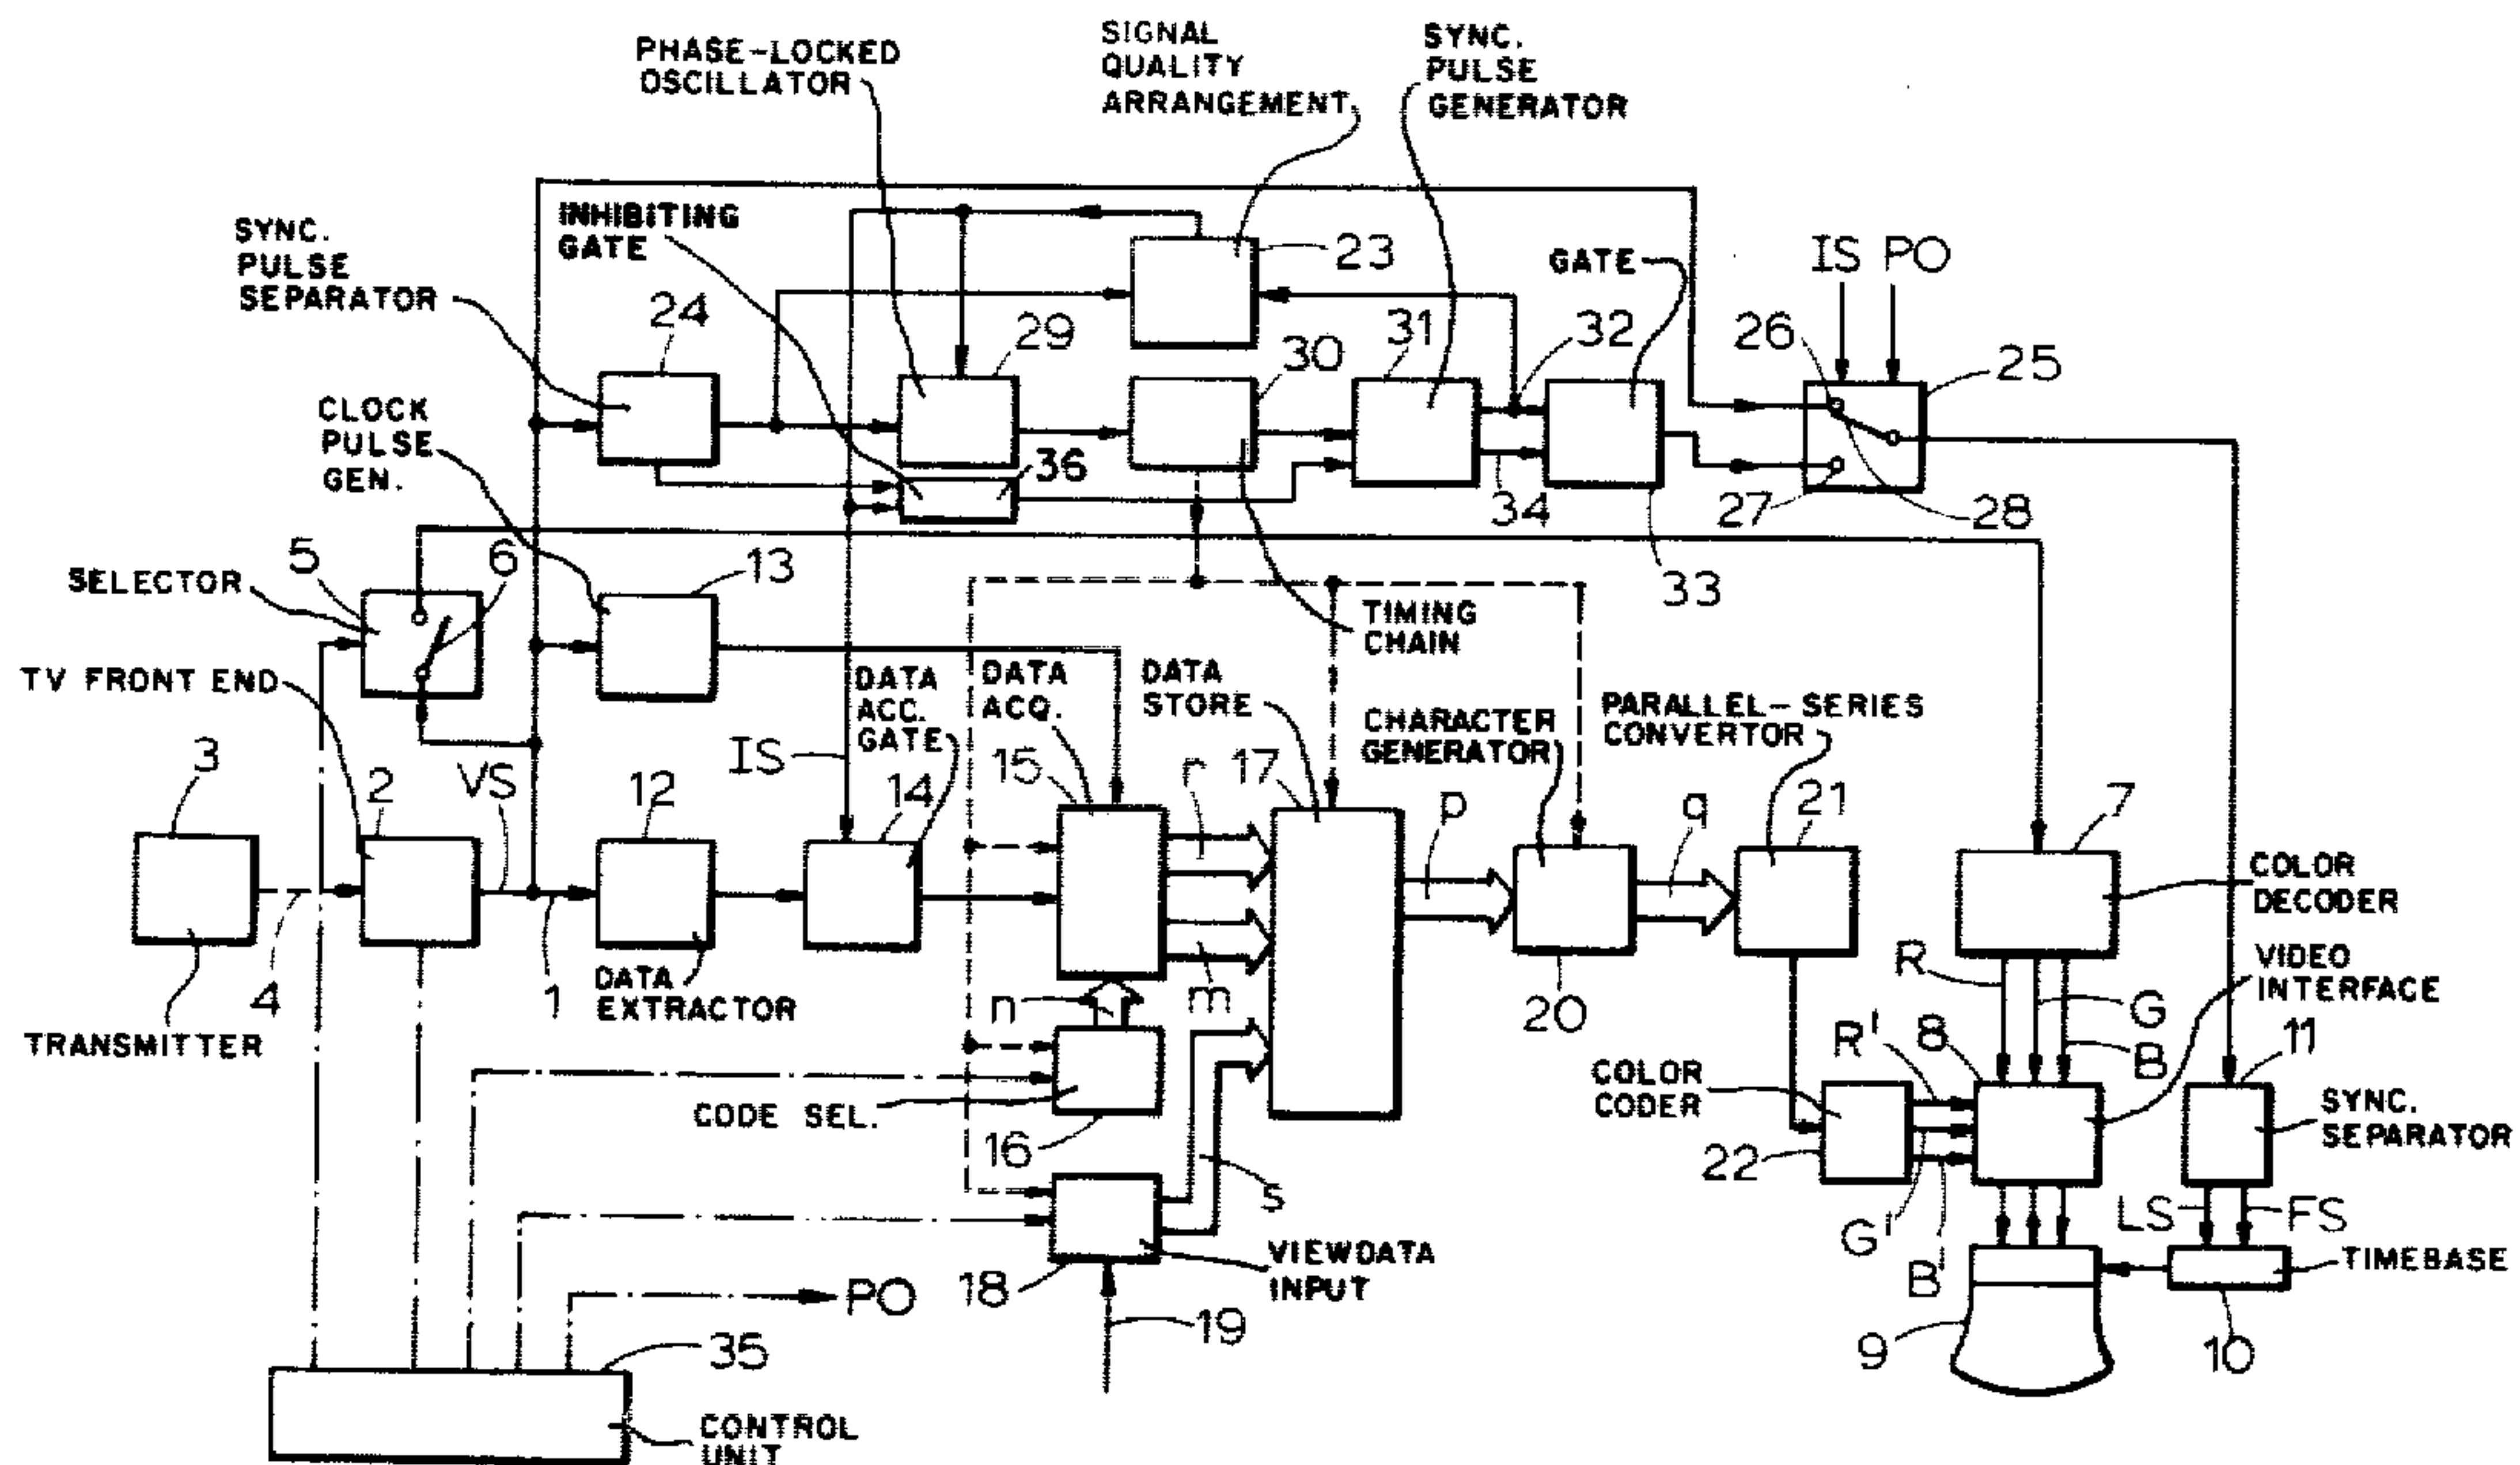 PHASE-LOCKED
OSCILLATOR
SIGNAL
QUALITY
ARRANGEMENT
SYNC.
PULSE
GENERATOR
SYNC.
PULSE
SEPARATOR
INHIBITING
GATE
23
GATE
IS PO
24
29
30
31
32
26
25
CLOCK
PULSE
GEN.
36
34
27
28
33
5
6
13
SELECTOR
TIMING
CHAIN
TV FRONT END
DATA
ACC.
GATE
DATA
ACQ.
DATA
STORE
CHARACTER
GENERATOR
PARALLEL-SERIES
CONVERTOR
3
2
VS
12
IS
14
15
r
17
p
q
21
7
COLOR
DECODER
4
1
DATA
EXTRACTOR
n
m
20
R
G
B
VIDEO
INTERFACE
TRANSMITTER
R'
8
11
CODE SEL.
16
COLOR
CODER
22
SYNC.
SEPARATOR
s
G'
B'
LS
FS
18
VIEWDATA
INPUT
TIMEBASE
PO
19
9
10
35
CONTROL
UNIT